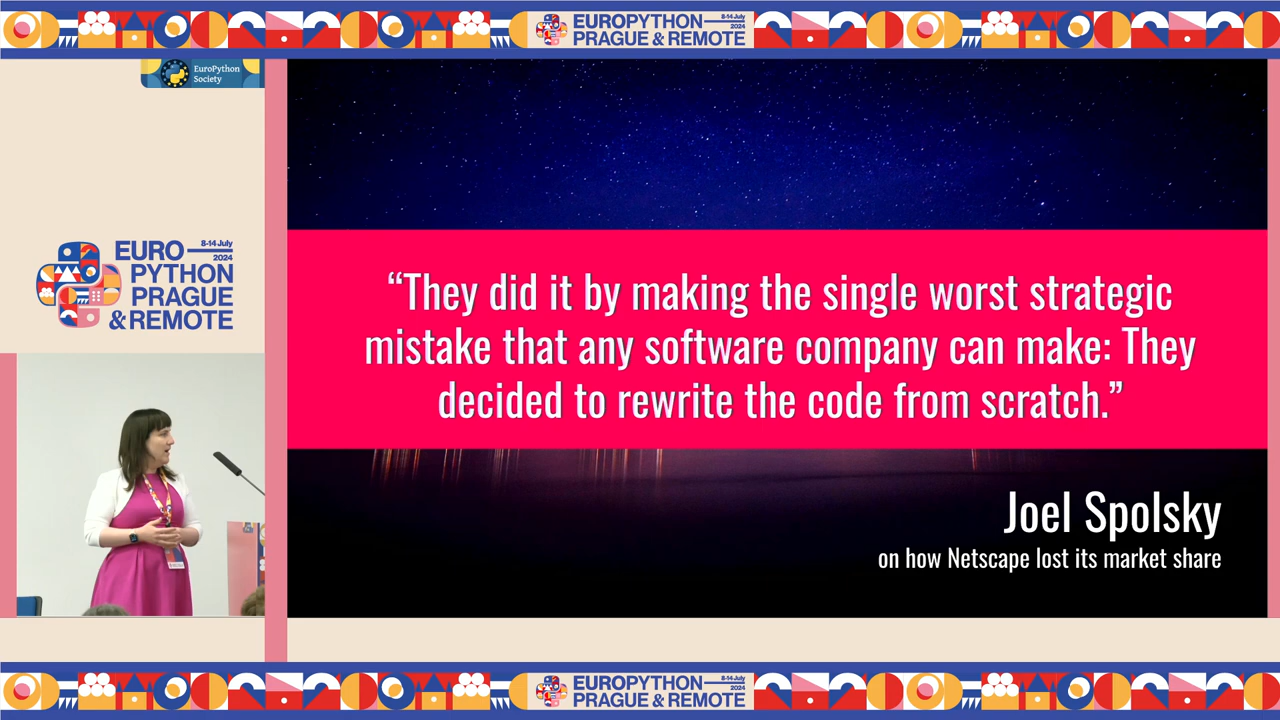 EUROPYTHON
8-14 July
2024
PRAGUE & REMOTE
EuroPython
Society
EURO
8-14 July
2024
PYTHON
PRAGUE
& REMOTE
“They did it by making the single worst strategic
mistake that any software company can make: They
decided to rewrite the code from scratch.”
Joel Spolsky
on how Netscape lost its market share
EUROPYTHON
8-14 July
2024
PRAGUE & REMOTE